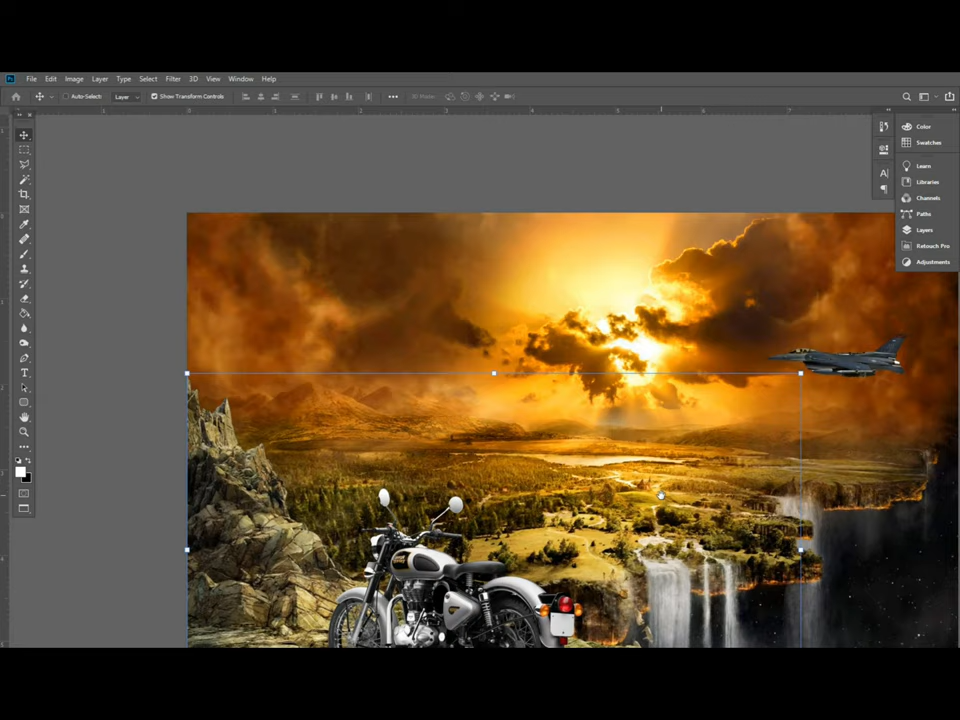 Ps File Edit Image Layer Type Select Filter 3D View Window Help
Auto-Select: Layer Show Transform Controls
Color
Swatches
Learn
Libraries
Channels
Paths
Layers
Retouch Pro
Adjustments